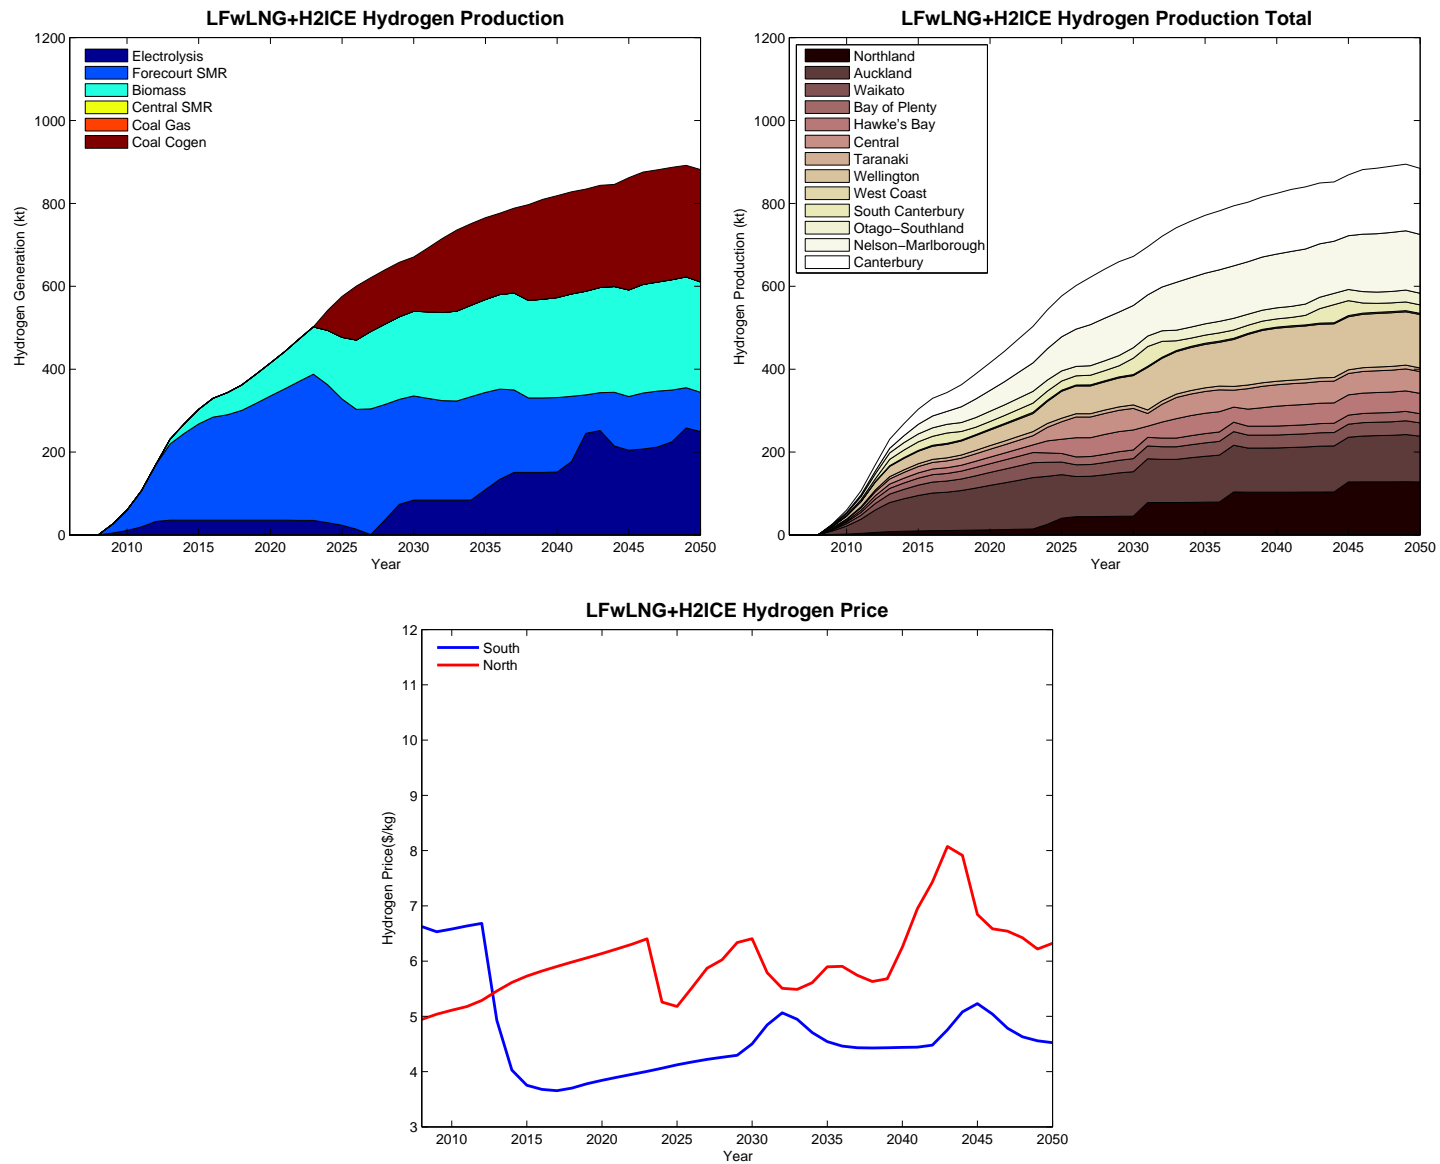 LFwLNG+H2ICE Hydrogen Production
1200
1000
800
600
400
200
0
Hydrogen Generation (kt)
Electrolysis
Forecourt SMR
Biomass
Central SMR
Coal Gas
Coal Cogen
2010 2015 2020 2025 2030 2035 2040 2045 2050
Year
LFwLNG+H2ICE Hydrogen Production Total
1200
1000
800
600
400
200
0
Hydrogen Production (kt)
Northland
Auckland
Waikato
Bay of Plenty
Hawke's Bay
Central
Taranaki
Wellington
West Coast
South Canterbury
Otago−Southland
Nelson−Marlborough
Canterbury
2010 2015 2020 2025 2030 2035 2040 2045 2050
Year
LFwLNG+H2ICE Hydrogen Price
12
11
10
9
8
7
6
5
4
3
Hydrogen Price($/kg)
South
North
2010 2015 2020 2025 2030 2035 2040 2045 2050
Year